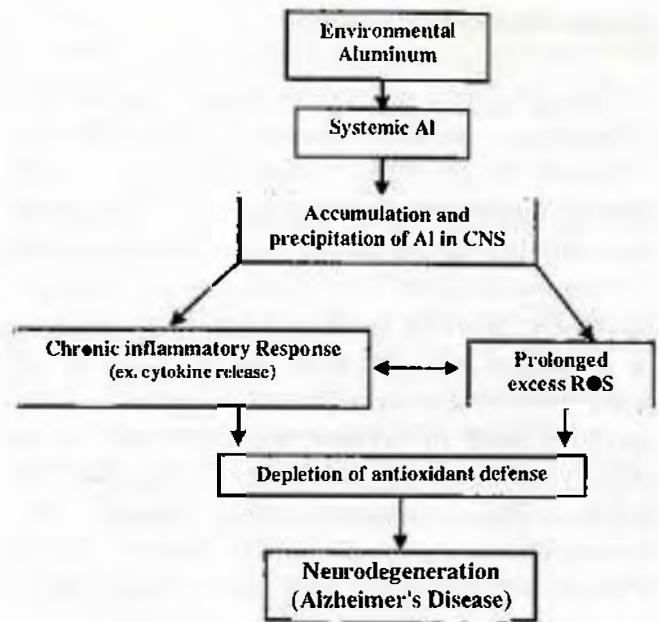 Environmental
Aluminum
Systemic Al
Accumulation and
precipitation of Al in CNS
Chronic inflammatory Response
(ex. cytokine release)
Prolonged
excess ROS
Depletion of antioxidant defense
Neurodegeneration
(Alzheimer's Disease)